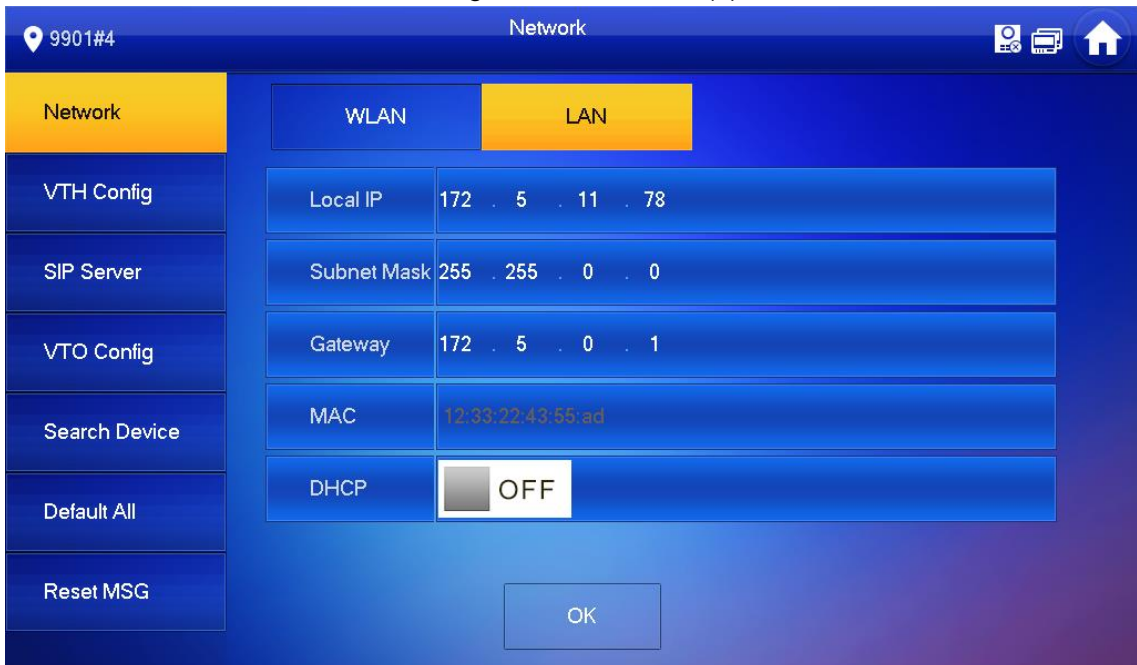 9901#4
Network
Network
WLAN
LAN
VTH Config
Local IP 172 . 5 . 11 . 78
SIP Server
Subnet Mask 255 . 255 . 0 . 0
VTO Config
Gateway 172 . 5 . 0 . 1
Search Device
MAC 12:33:22:43:55:ad
Default All
DHCP OFF
Reset MSG
OK